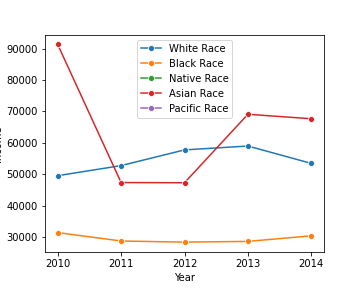 White Race
Black Race
Native Race
Asian Race
Pacific Race
90000
80000
70000
60000
50000
40000
30000
2010
2011
2012
2013
2014
Year